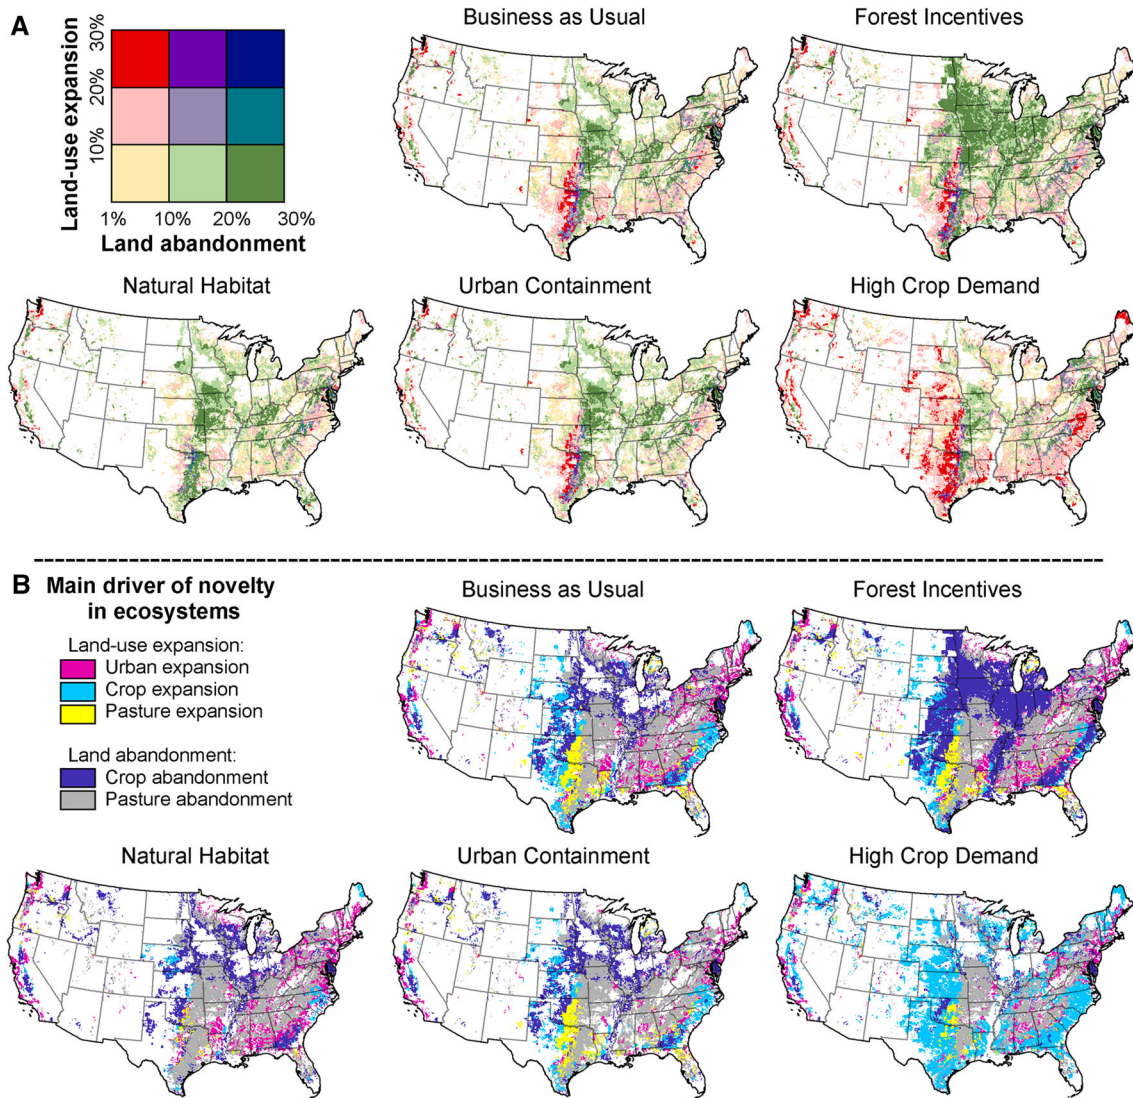 A
Land-use expansion
30%
20%
10%
1%
10%
20%
30%
Land abandonment
Business as Usual
Forest Incentives
Natural Habitat
Urban Containment
High Crop Demand
B
Main driver of novelty
in ecosystems
Land-use expansion:
Urban expansion
Crop expansion
Pasture expansion
Land abandonment:
Crop abandonment
Pasture abandonment
Business as Usual
Forest Incentives
Natural Habitat
Urban Containment
High Crop Demand